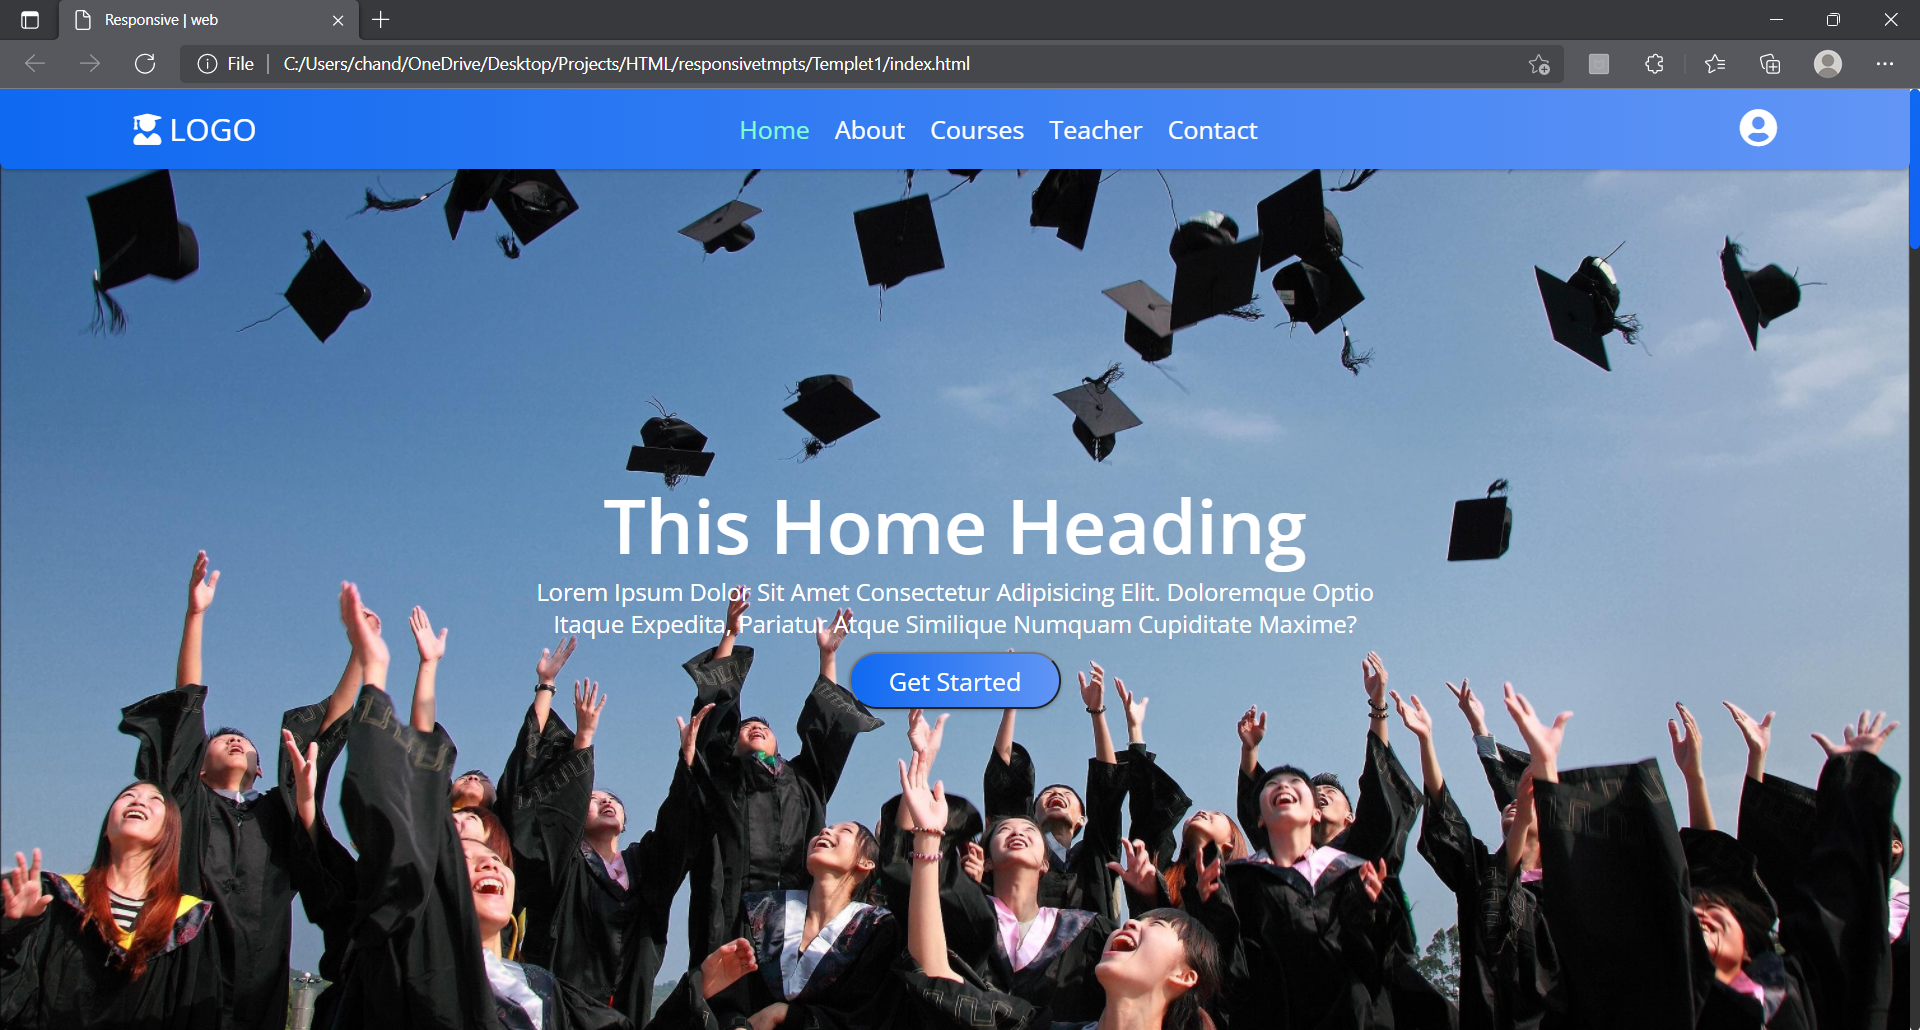 Responsive | web
File
C:/Users/chand/OneDrive/Desktop/Projects/HTML/responsivetmpts/Templet1/index.html
LOGO
Home About Courses Teacher Contact
This Home Heading
Lorem Ipsum Dolor Sit Amet Consectetur Adipisicing Elit. Doloremque Optio
Itaque Expedita, Pariatur Atque Similique Numquam Cupiditate Maxime?
Get Started